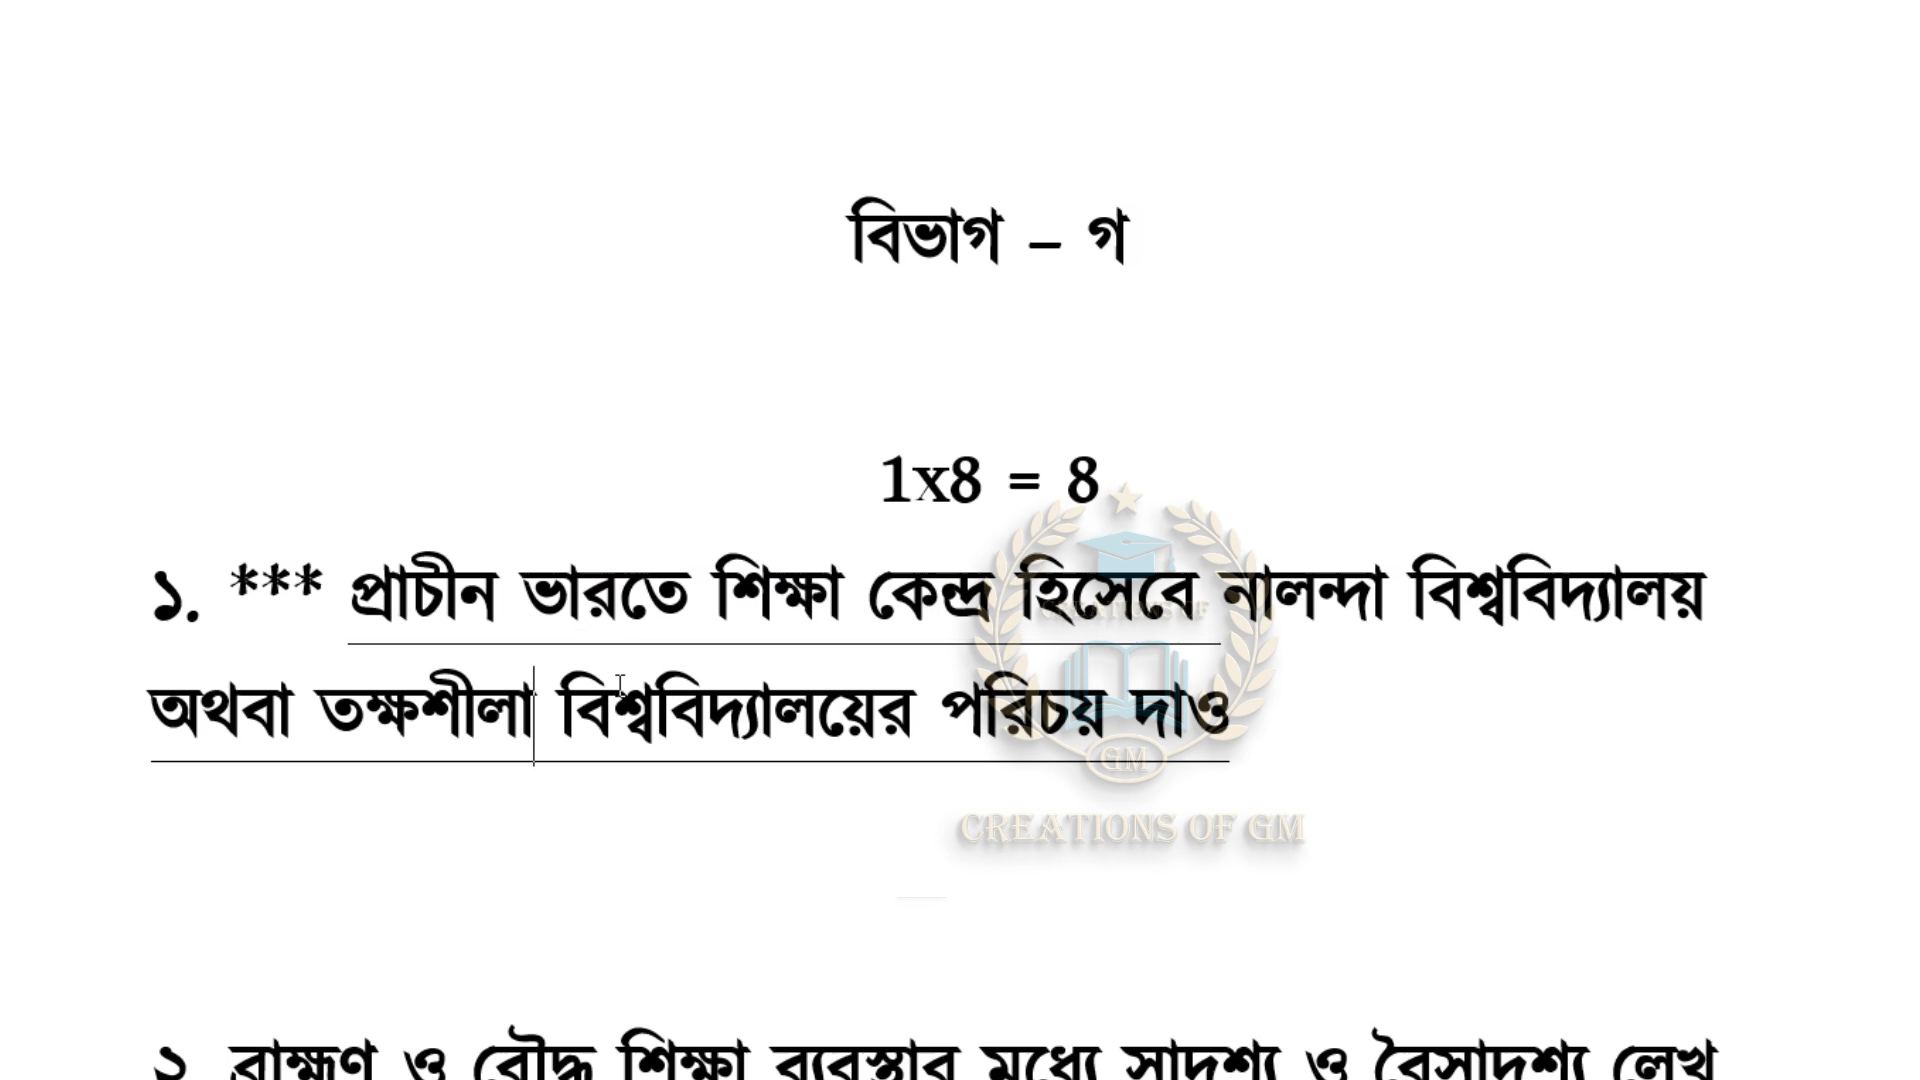 বিভাগ – গ
1x8 = 8
১. *** প্রাচীন ভারতে শিক্ষা কেন্দ্র হিসেবে নালন্দা বিশ্ববিদ্যালয়
অথবা তক্ষশীলা বিশ্ববিদ্যালয়ের পরিচয় দাও
GM
CREATIONS OF GM
২. ব্রাহ্মণ ও বৌদ্ধ শিক্ষা ব্যবস্থার মধ্যে সাদৃশ্য ও বৈসাদৃশ্য লেখ